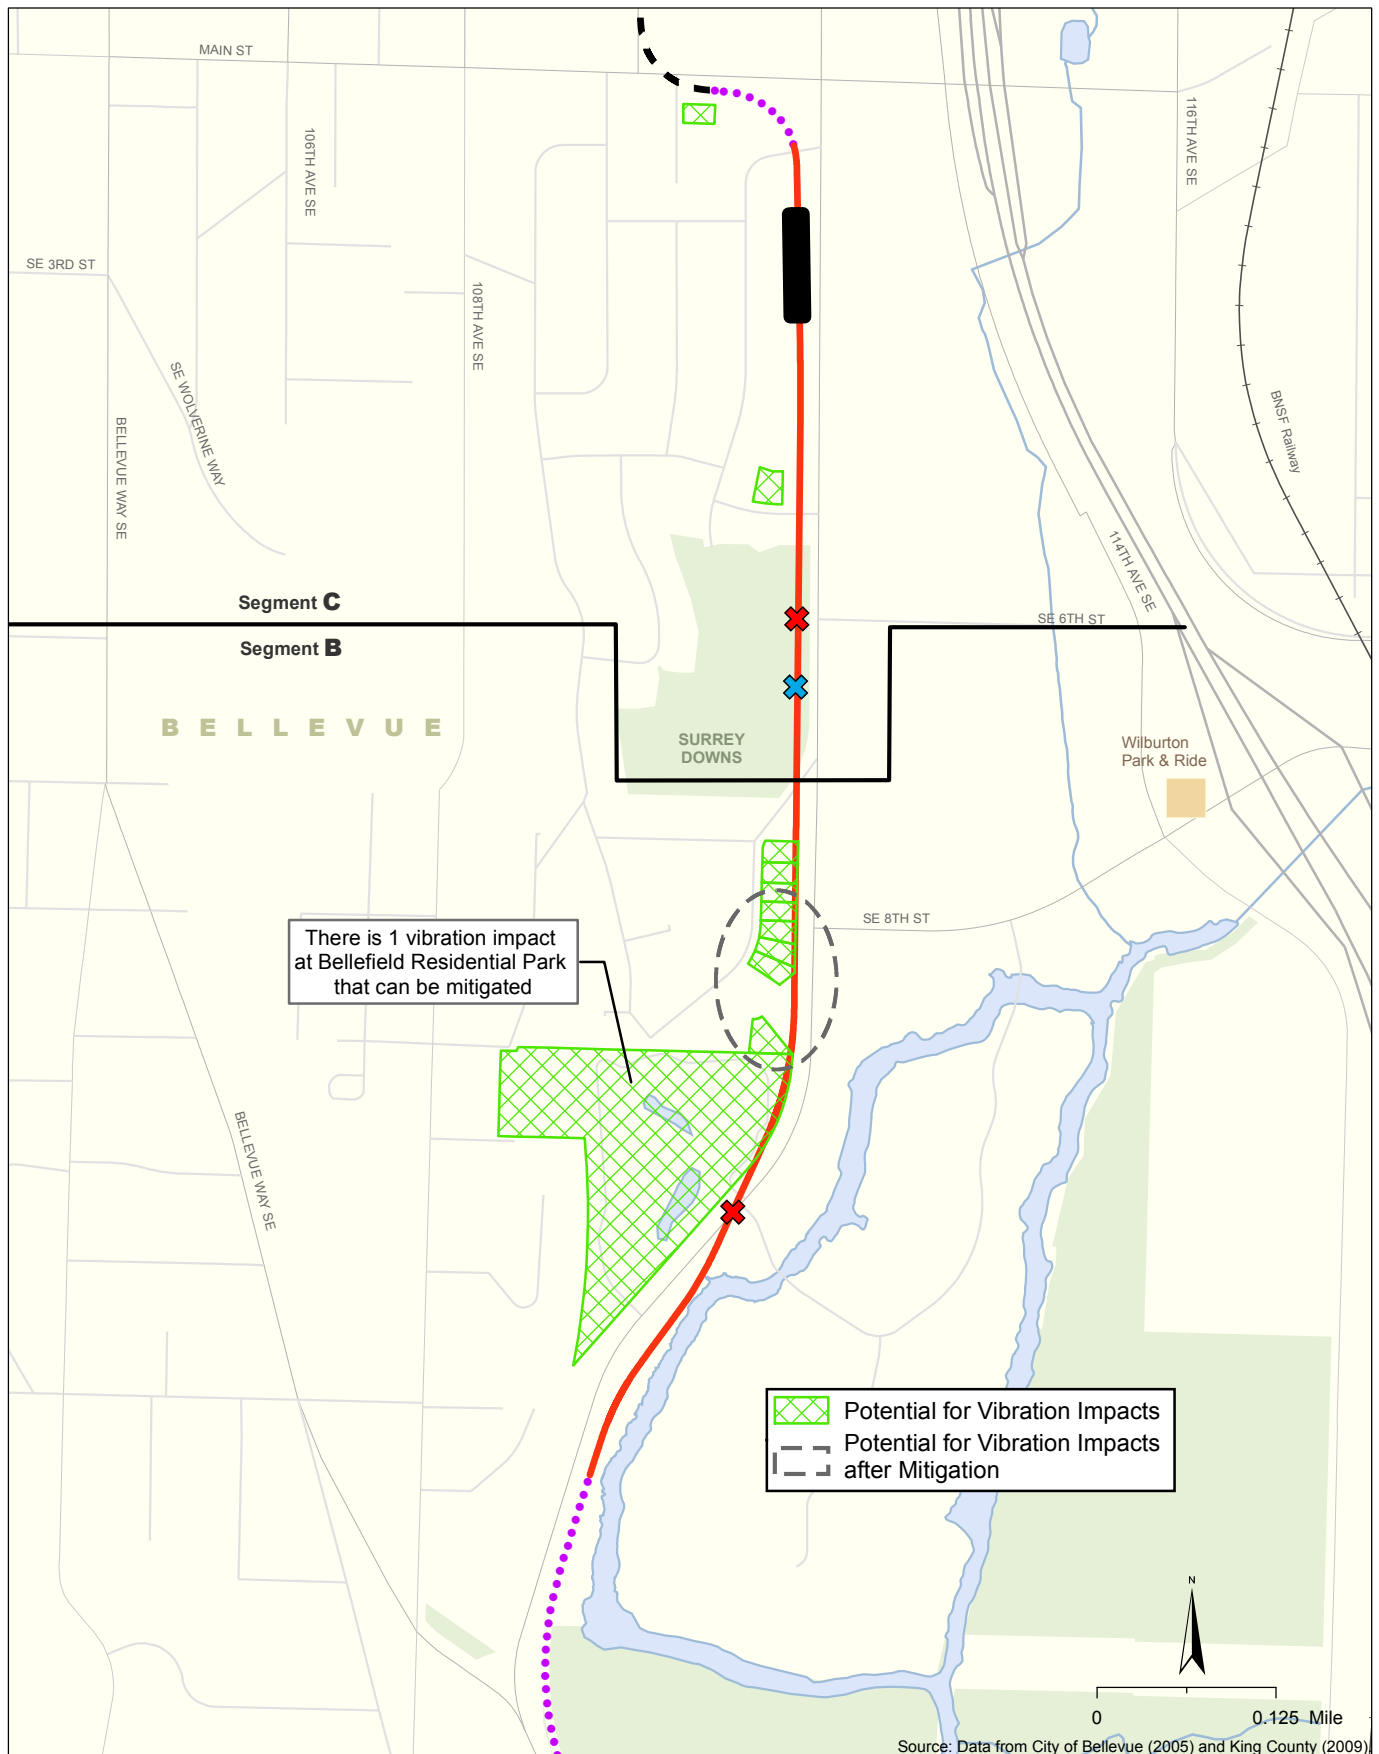 MAIN ST
106TH AVE SE
116TH AVE SE
SE 3RD ST
108TH AVE SE
SE WOLVERINE WAY
BELLEVUE WAY SE
BNSF Railway
114TH AVE SE
Segment C
SE 6TH ST
Segment B
BELLEVUE
SURREY
DOWNS
Wilburton
Park & Ride
SE 8TH ST
There is 1 vibration impact
at Bellefield Residential Park
that can be mitigated
BELLEVUE WAY SE
Potential for Vibration Impacts
Potential for Vibration Impacts
after Mitigation
N
0 0.125 Mile
Source: Data from City of Bellevue (2005) and King County (2009)